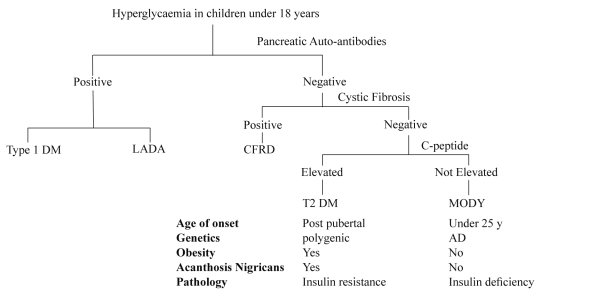 Hyperglycaemia in children under 18 years
Pancreatic Auto-antibodies
Positive Negative
Cystic Fibrosis
Positive Negative
Type 1 DM LADA CFRD
C-peptide
Elevated Not Elevated
T2 DM MODY
Age of onset Post pubertal Under 25 y
Genetics polygenic AD
Obesity Yes No
Acanthosis Nigricans Yes No
Pathology Insulin resistance Insulin deficiency